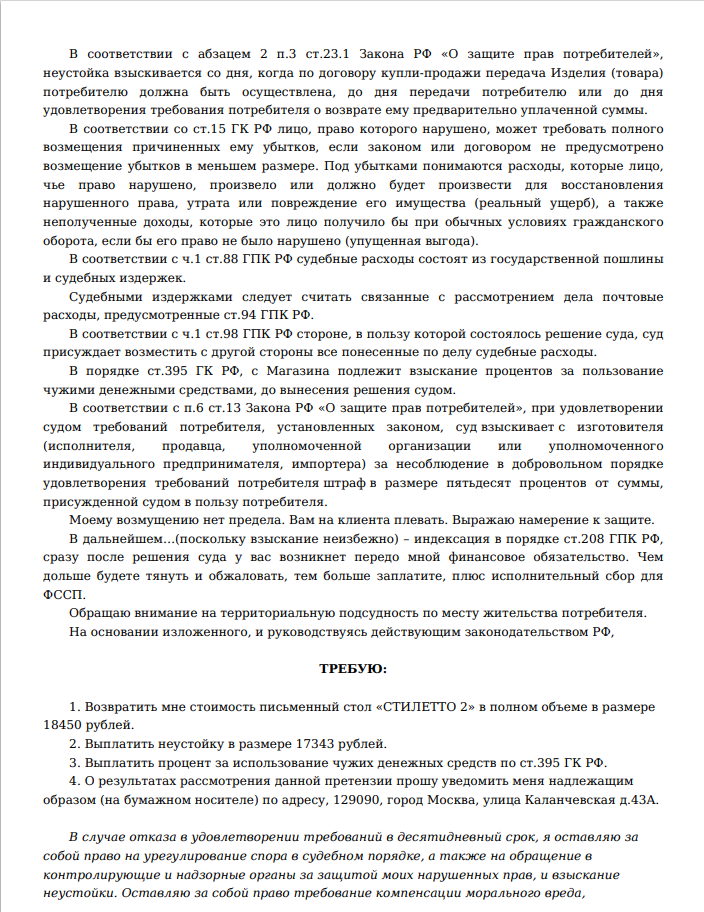 В соответствии с абзацем 2 п.3 ст.23.1 Закона РФ «О защите прав потребителей»,
неустойка взыскивается со дня, когда по договору купли-продажи передача Изделия (товара)
потребителю должна быть осуществлена, до дня передачи потребителю или до дня
удовлетворения требования потребителя о возврате ему предварительно уплаченной суммы.
В соответствии со ст.15 ГК РФ лицо, право которого нарушено, может требовать полного
возмещения причиненных ему убытков, если законом или договором не предусмотрено
возмещение убытков в меньшем размере. Под убытками понимаются расходы, которые лицо,
чье право нарушено, произвело или должно будет произвести для восстановления
нарушенного права, утрата или повреждение его имущества (реальный ущерб), а также
неполученные доходы, которые это лицо получило бы при обычных условиях гражданского
оборота, если бы его право не было нарушено (упущенная выгода).
В соответствии с ч.1 ст.88 ГПК РФ судебные расходы состоят из государственной пошлины
и судебных издержек.
Судебными издержками следует считать связанные с рассмотрением дела почтовые
расходы, предусмотренные ст.94 ГПК РФ.
В соответствии с ч.1 ст.98 ГПК РФ стороне, в пользу которой состоялось решение суда, суд
присуждает возместить с другой стороны все понесенные по делу судебные расходы.
В порядке ст.395 ГК РФ, с Магазина подлежит взыскание процентов за пользование
чужими денежными средствами, до вынесения решения судом.
В соответствии с п.6 ст.13 Закона РФ «О защите прав потребителей», при удовлетворении
судом требований потребителя, установленных законом, суд взыскивает с изготовителя
(исполнителя, продавца, уполномоченной организации или уполномоченного
индивидуального предпринимателя, импортера) за несоблюдение в добровольном порядке
удовлетворения требований потребителя штраф в размере пятьдесят процентов от суммы,
присужденной судом в пользу потребителя.
Моему возмущению нет предела. Вам на клиента плевать. Выражаю намерение к защите.
В дальнейшем…(поскольку взыскание неизбежно) – индексация в порядке ст.208 ГПК РФ,
сразу после решения суда у вас возникнет передо мной финансовое обязательство. Чем
дольше будете тянуть и обжаловать, тем больше заплатите, плюс исполнительный сбор для
ФССП.
Обращаю внимание на территориальную подсудность по месту жительства потребителя.
На основании изложенного, и руководствуясь действующим законодательством РФ,
ТРЕБУЮ:
1. Возвратить мне стоимость письменный стол «СТИЛЕТТО 2» в полном объеме в размере
18450 рублей.
2. Выплатить неустойку в размере 17343 рублей.
3. Выплатить процент за использование чужих денежных средств по ст.395 ГК РФ.
4. О результатах рассмотрения данной претензии прошу уведомить меня надлежащим
образом (на бумажном носителе) по адресу, 129090, город Москва, улица Каланчевская д.43А.
В случае отказа в удовлетворении требований в десятидневный срок, я оставляю за
собой право на урегулирование спора в судебном порядке, а также на обращение в
контролирующие и надзорные органы за защитой моих нарушенных прав, и взыскание
неустойки. Оставляю за собой право требование компенсации морального вреда,